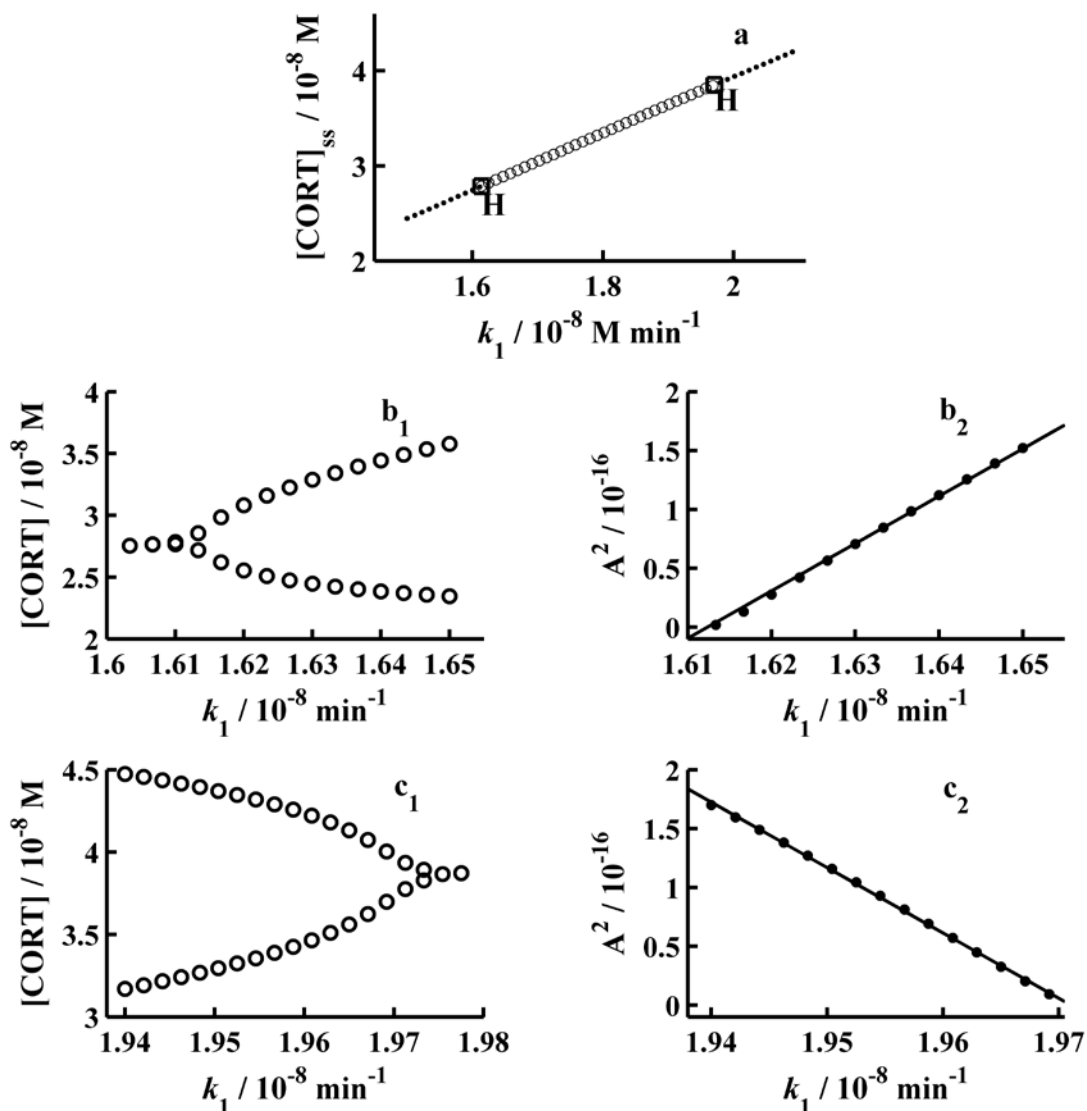 a
[CORT]ss / 10-8 M
4
3
2
H
H
1.6 1.8 2
k1 / 10-8 M min-1
b1
[CORT] / 10-8 M
4
3.5
3
2.5
2
1.6 1.61 1.62 1.63 1.64 1.65
k1 / 10-8 min-1
b2
A2 / 10-16
2
1.5
1
0.5
0
1.61 1.62 1.63 1.64 1.65
k1 / 10-8 min-1
c1
[CORT] / 10-8 M
4.5
4
3.5
3
1.94 1.95 1.96 1.97 1.98
k1 / 10-8 min-1
c2
A2 / 10-16
2
1.5
1
0.5
0
1.94 1.95 1.96 1.97
k1 / 10-8 min-1